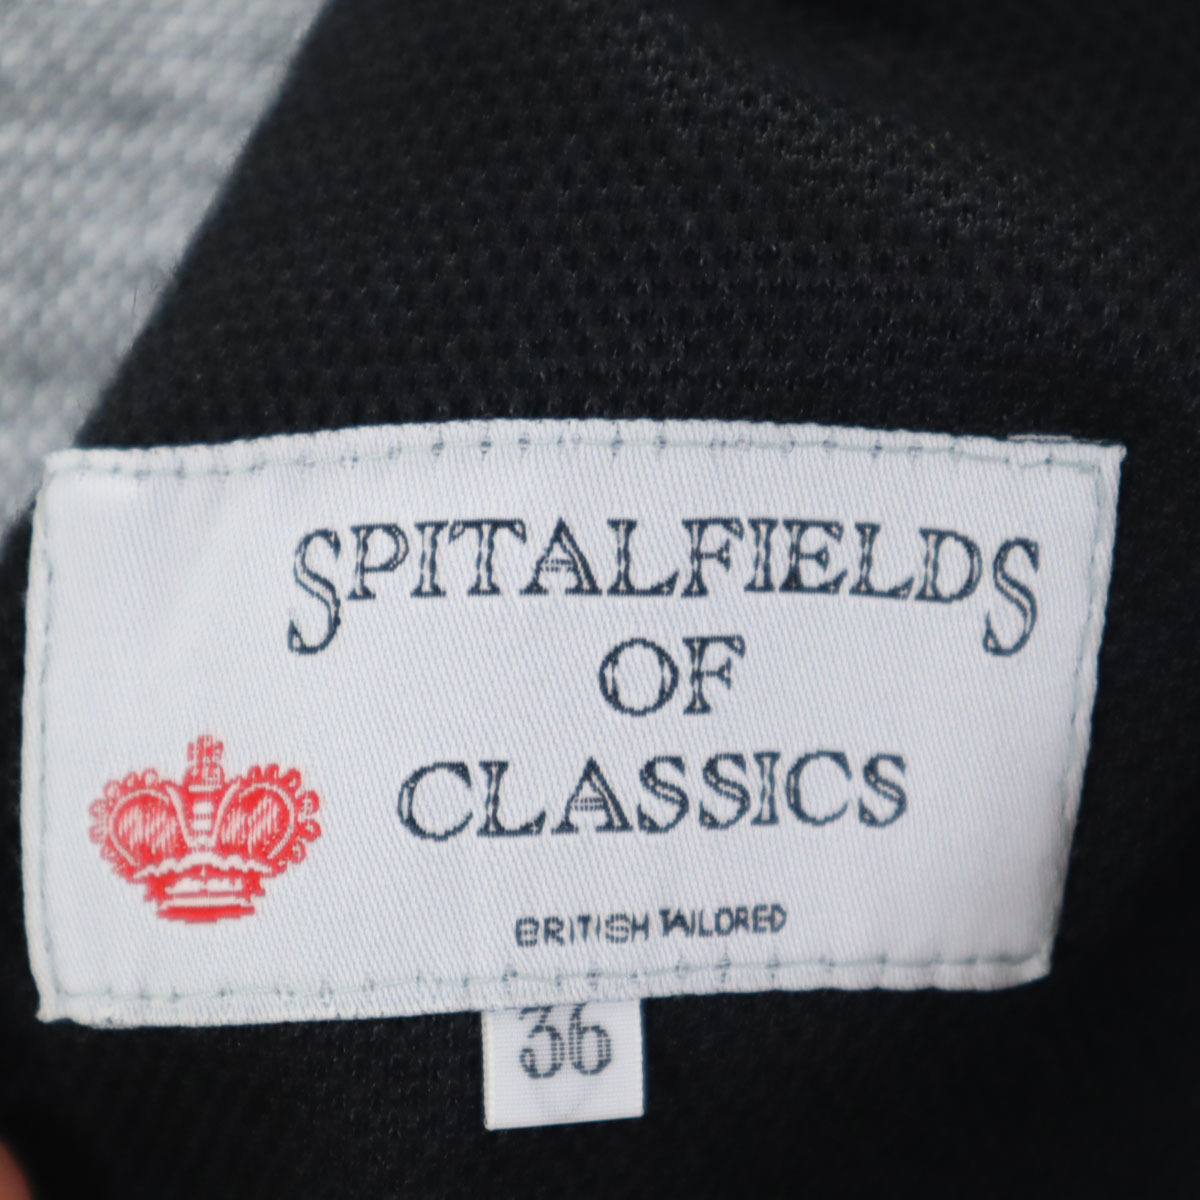 SPITALFIELDS
OF
CLASSICS
BRITISH TAILORED
36